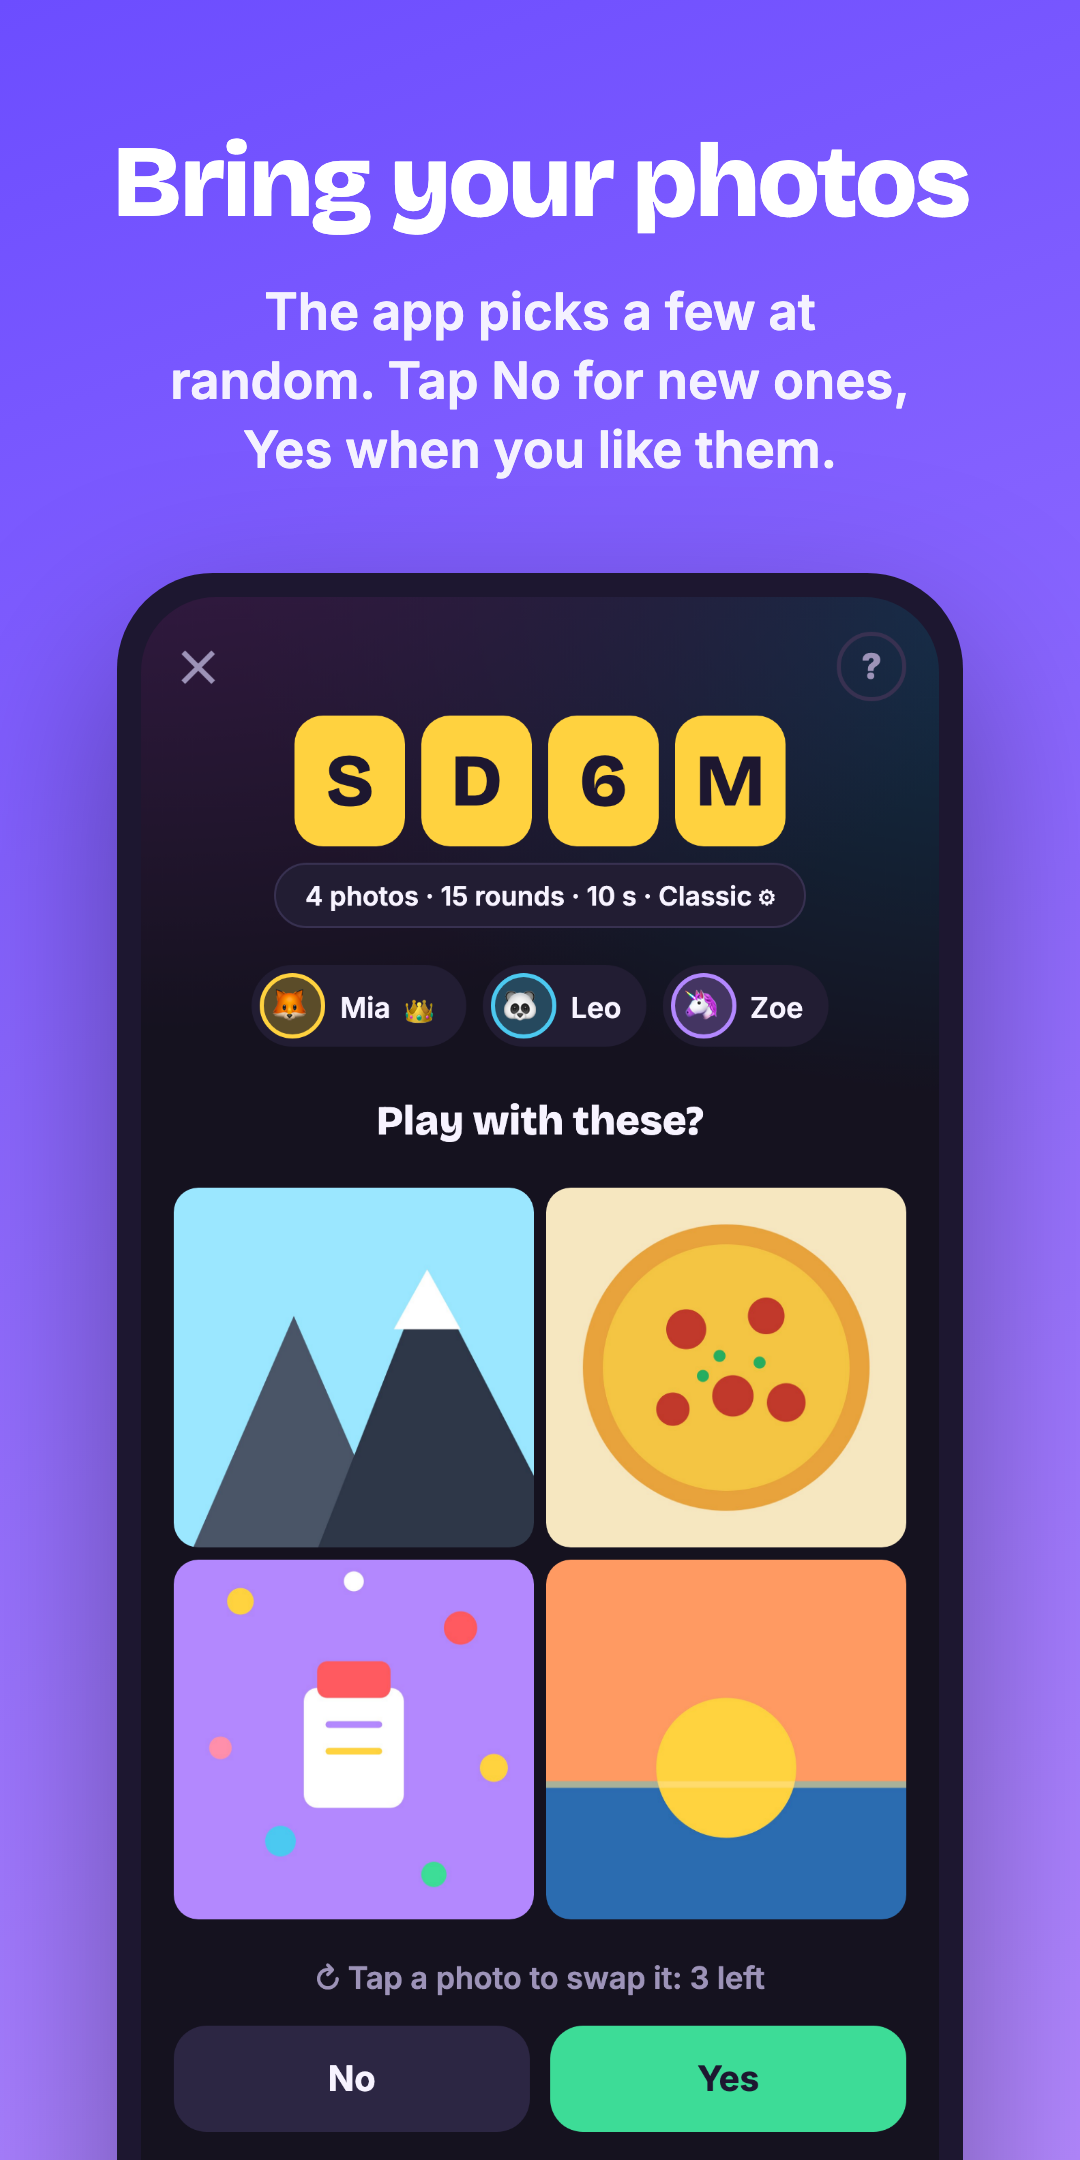 Bring your photos
The app picks a few at
random. Tap No for new ones,
Yes when you like them.
?
S D 6 M
4 photos · 15 rounds · 10 s · Classic ⚙
Mia 👑 Leo Zoe
Play with these?
↻ Tap a photo to swap it: 3 left
No Yes